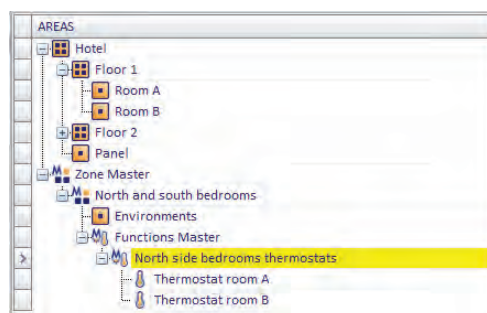 AREAS
Hotel
Floor 1
Room A
Room B
Floor 2
Panel
Zone Master
North and south bedrooms
Environments
Functions Master
North side bedrooms thermostats
Thermostat room A
Thermostat room B